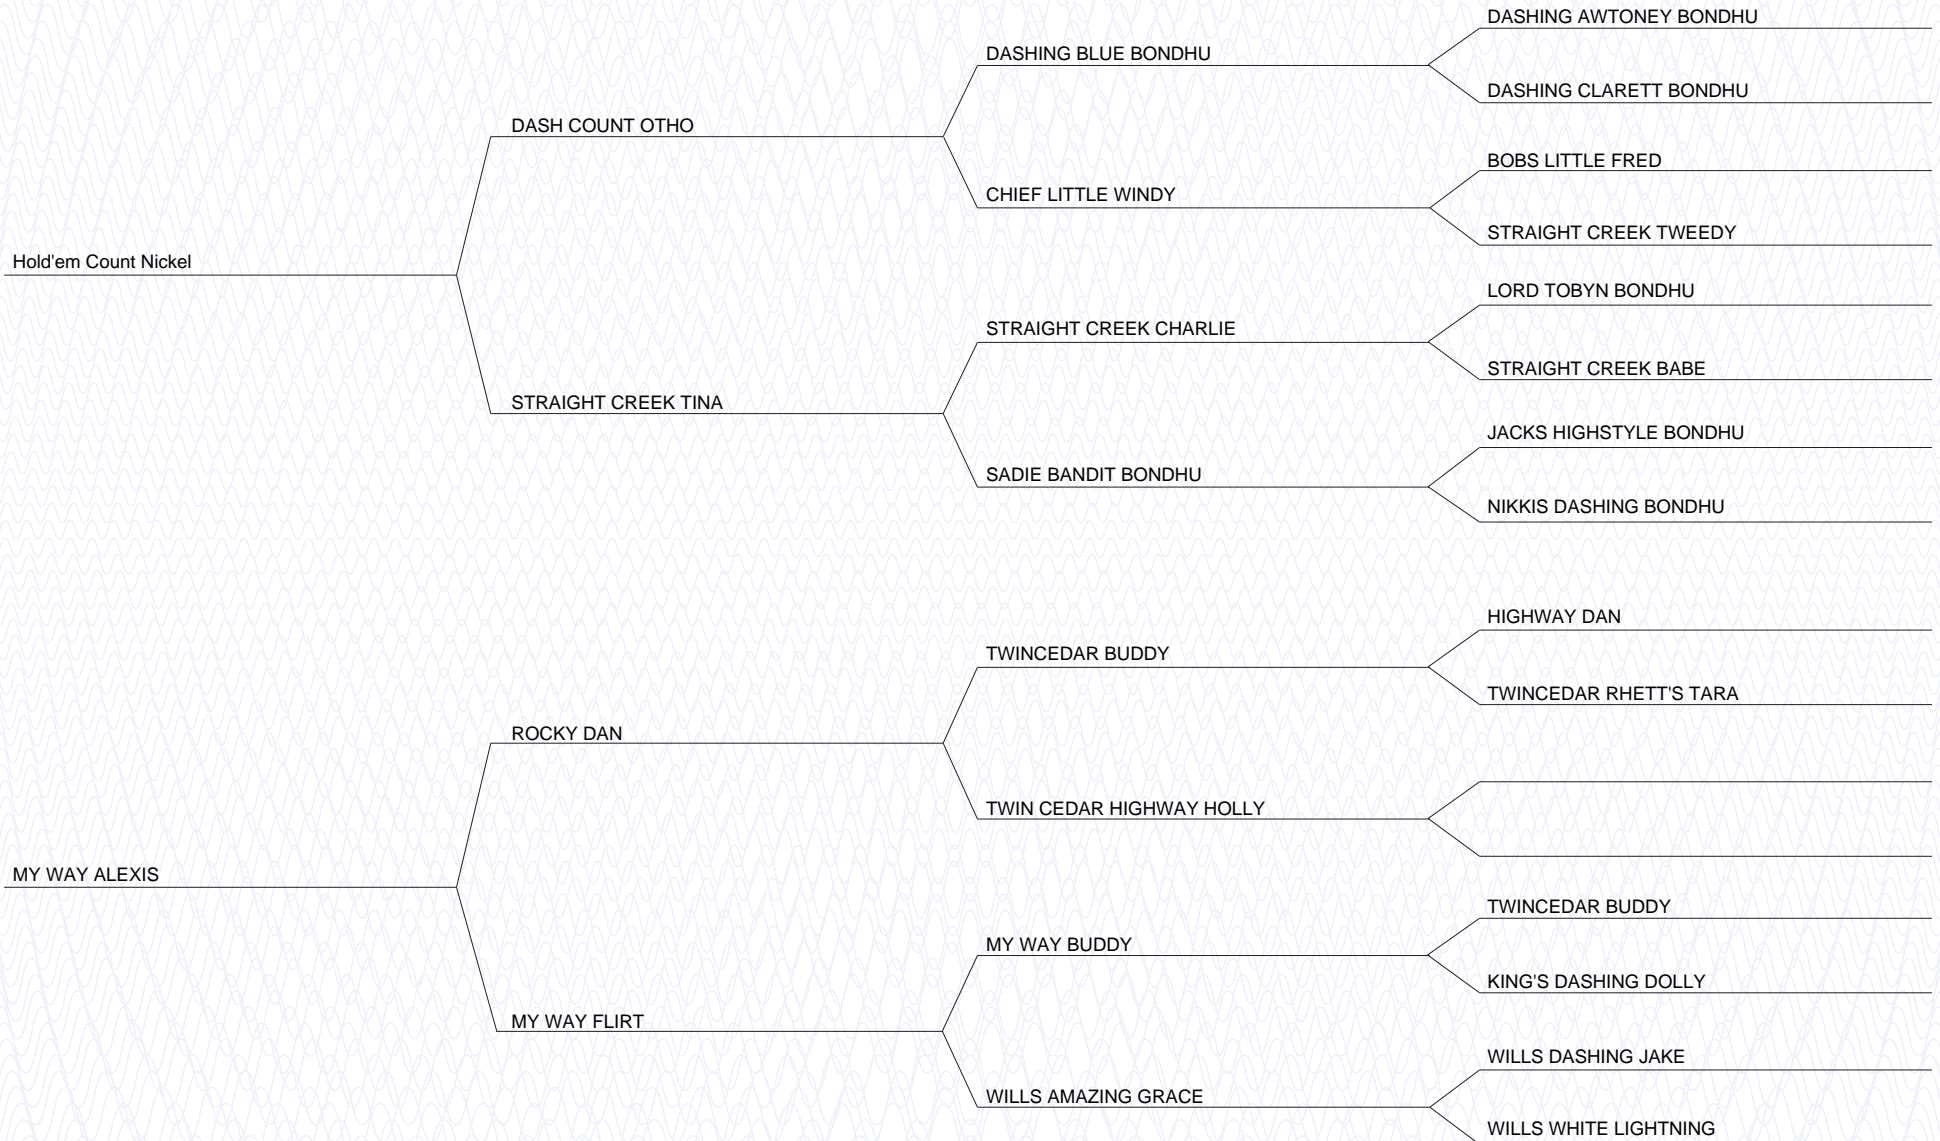 DASHING AWTONEY BONDHU
DASHING BLUE BONDHU
DASHING CLARETT BONDHU
DASH COUNT OTHO
BOBS LITTLE FRED
CHIEF LITTLE WINDY
STRAIGHT CREEK TWEEDY
Hold'em Count Nickel
LORD TOBYN BONDHU
STRAIGHT CREEK CHARLIE
STRAIGHT CREEK BABE
STRAIGHT CREEK TINA
JACKS HIGHSTYLE BONDHU
SADIE BANDIT BONDHU
NIKKIS DASHING BONDHU
HIGHWAY DAN
TWINCEDAR BUDDY
TWINCEDAR RHETT'S TARA
ROCKY DAN
TWIN CEDAR HIGHWAY HOLLY
MY WAY ALEXIS
TWINCEDAR BUDDY
MY WAY BUDDY
KING'S DASHING DOLLY
MY WAY FLIRT
WILLS DASHING JAKE
WILLS AMAZING GRACE
WILLS WHITE LIGHTNING